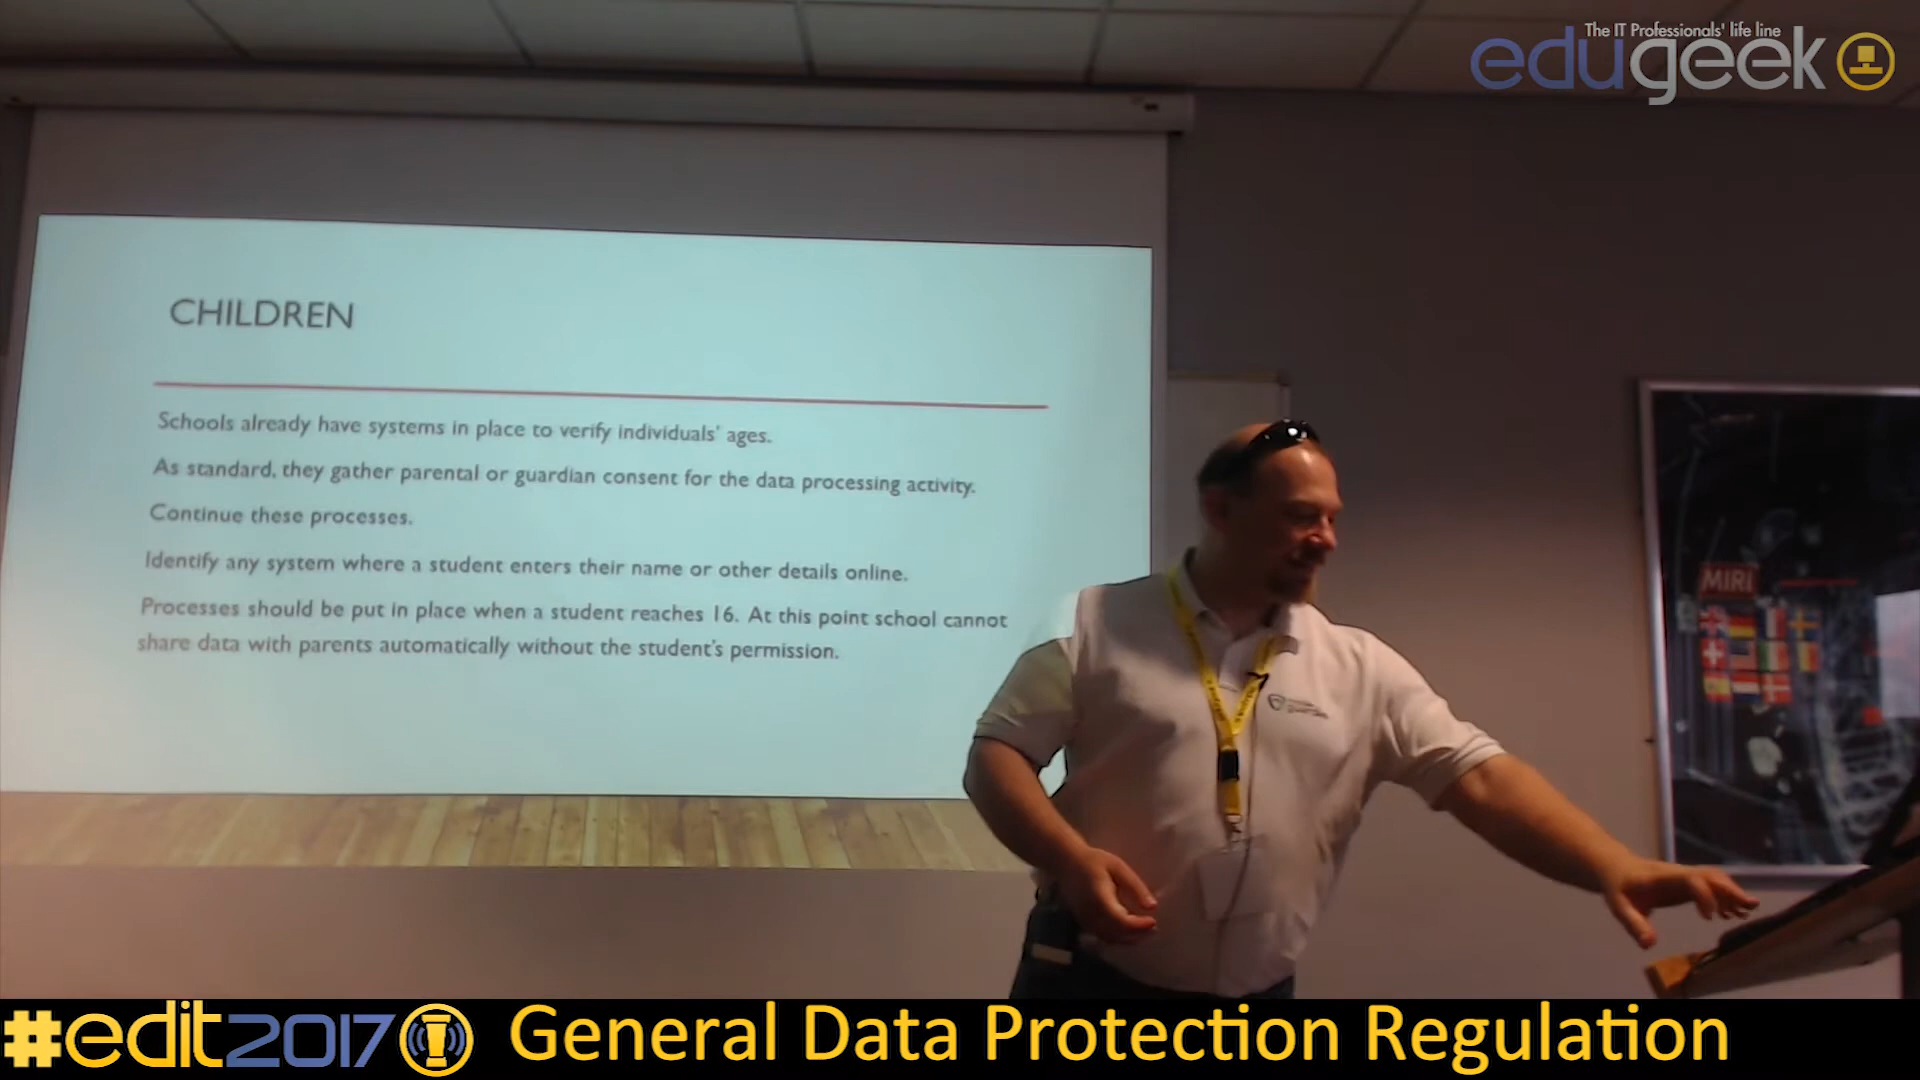 The IT Professionals' life line
edugeek
CHILDREN
Schools already have systems in place to verify individuals' ages.
As standard, they gather parental or guardian consent for the data processing activity.
Continue these processes.
Identify any system where a student enters their name or other details online.
Processes should be put in place when a student reaches 16. At this point school cannot
share data with parents automatically without the student's permission.
MIRI
#edit2017 General Data Protection Regulation